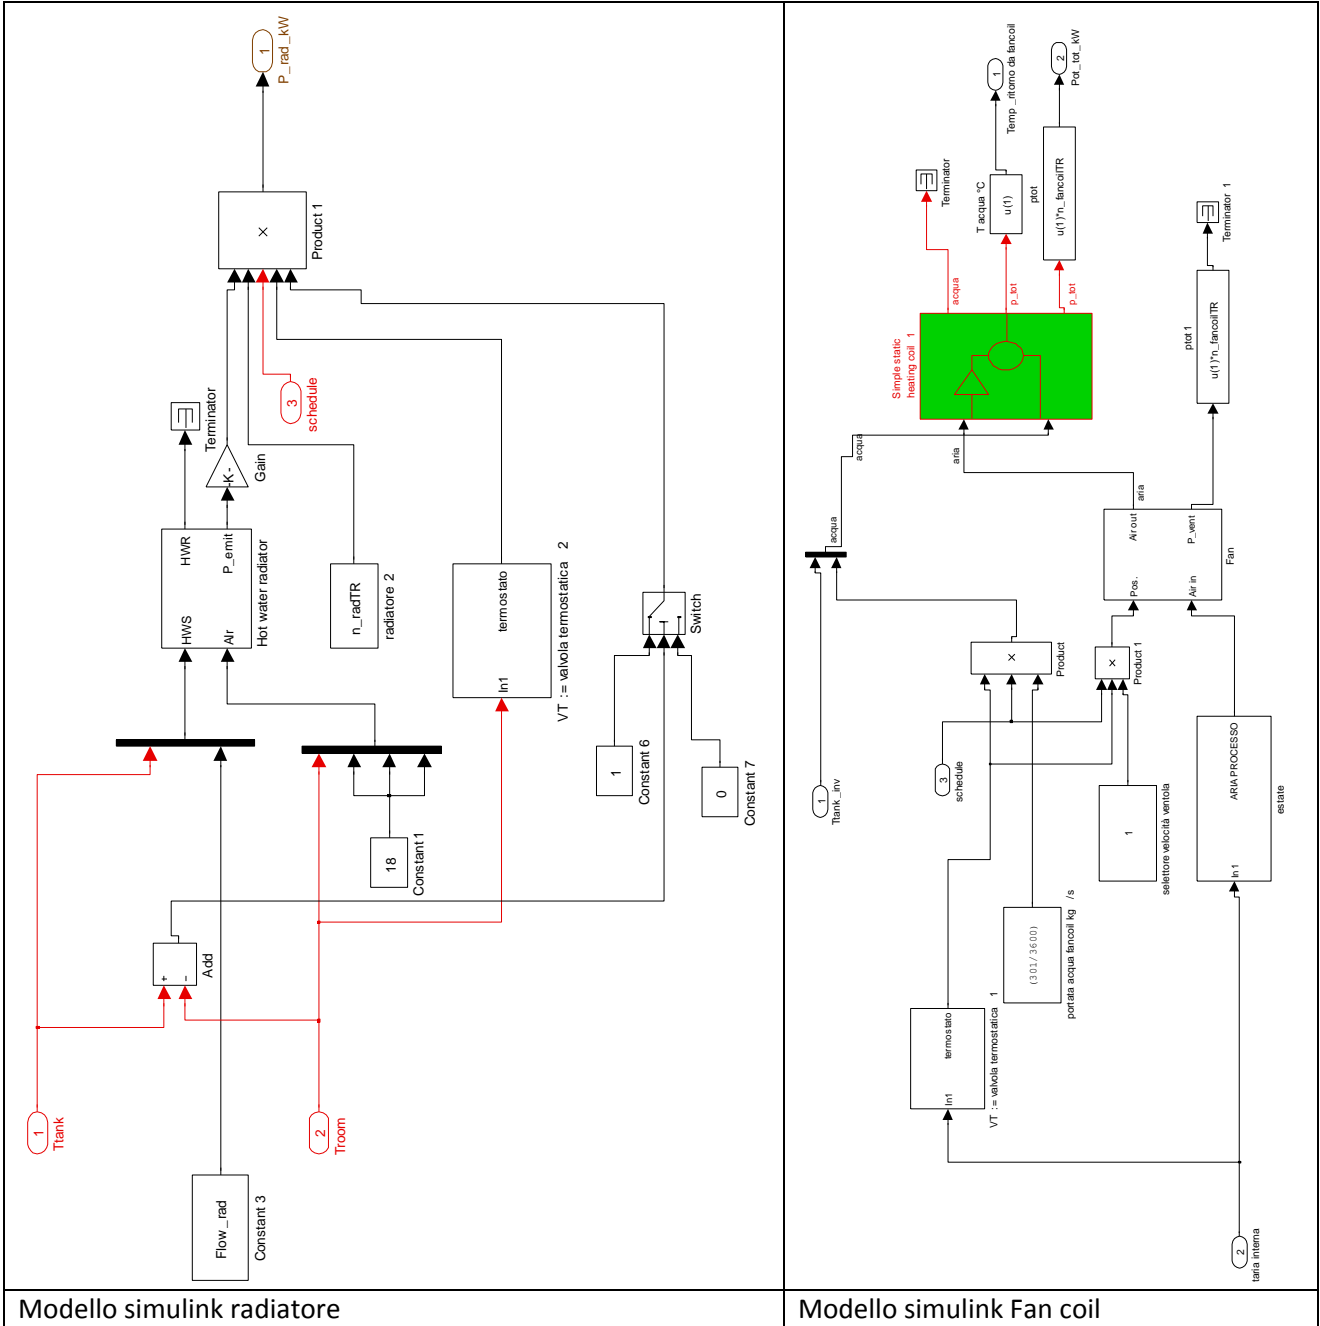 1
P_rad_kW
×
Product 1
Terminator
Gain
-K-
3
schedule
HWR
P_emit
HWS
AIr
Hot water radiator
n_radTR
radiatore 2
termostato
In1
VT := valvola termostatica 2
Switch
1
Constant 6
0
Constant 7
18
Constant 1
+
-
Add
1
Ttank
2
Troom
Flow_rad
Constant 3
Modello simulink radiatore
1
Temp_ritorno da fancoil
2
Pot_tot_kW
Terminator
T acqua °C
u(1)
ptot
u(1)*n_fancoilTR
Terminator 1
ptot 1
u(1)*n_fancoilTR
acqua
p_tot
p_tot
Simple static
heating coil 1
acqua
aria
aria
acqua
Air out
P_vent
Pos.
Air in
Fan
×
Product
×
Product 1
1
Ttank_inv
3
schedule
1
selettore velocità ventola
ARIA PROCESSO
In1
estate
(301/3600)
portata acqua fancoil kg /s
termostato
In1
VT := valvola termostatica 1
2
taria interna
Modello simulink Fan coil